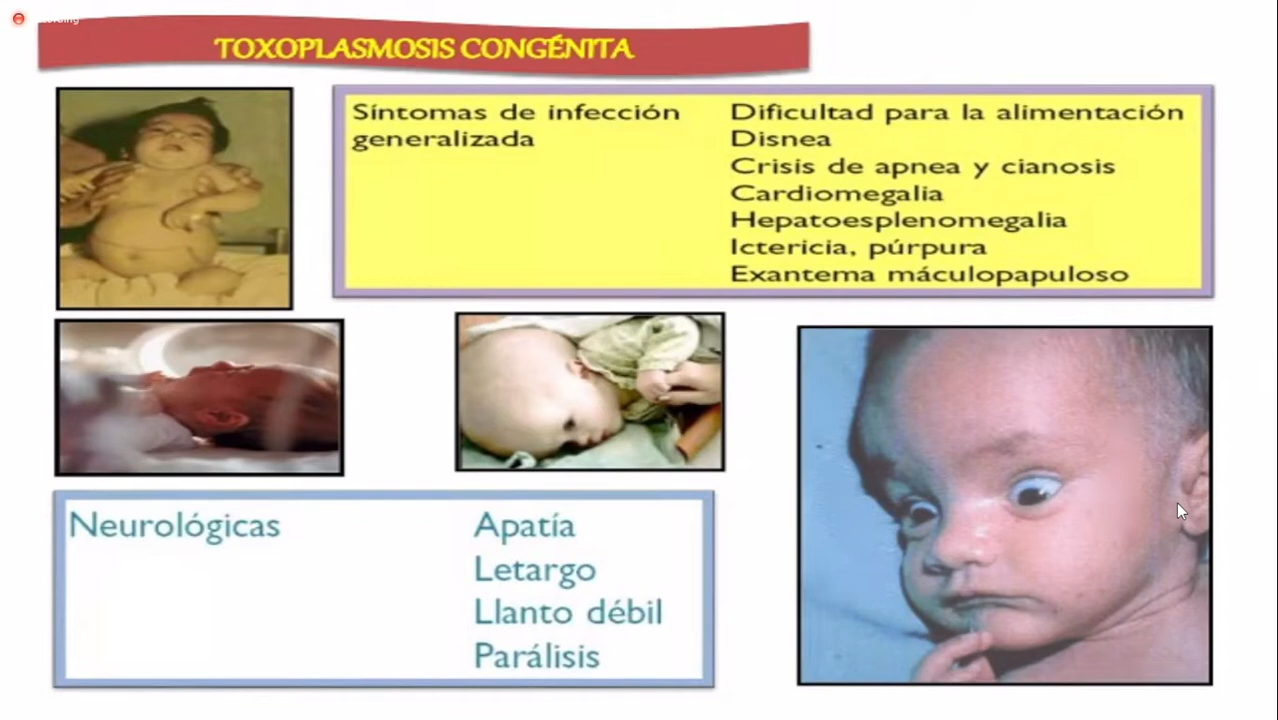 TOXOPLASMOSIS CONGÉNITA
Síntomas de infección
generalizada
Dificultad para la alimentación
Disnea
Crisis de apnea y cianosis
Cardiomegalia
Hepatoesplenomegalia
Ictericia, púrpura
Exantema máculopapuloso
Neurológicas
Apatía
Letargo
Llanto débil
Parálisis